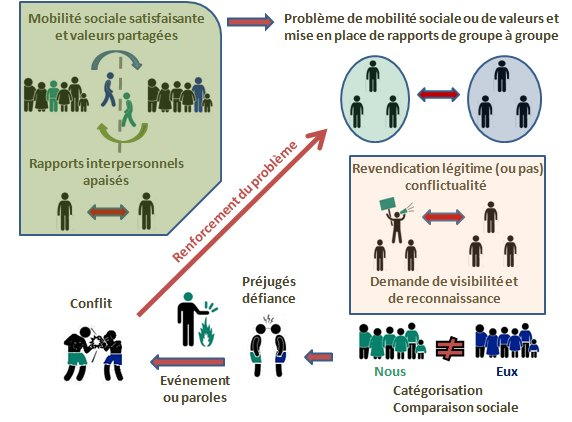 Mobilité sociale satisfaisante
et valeurs partagées
Problème de mobilité sociale ou de valeurs et
mise en place de rapports de groupe à groupe
Rapports interpersonnels
apaisés
Renforcement du problème
Revendication légitime (ou pas)
conflictualité
Demande de visibilité et
de reconnaissance
Nous
≠
Eux
Catégorisation
Comparaison sociale
Préjugés
défiance
Evénement
ou paroles
Conflit